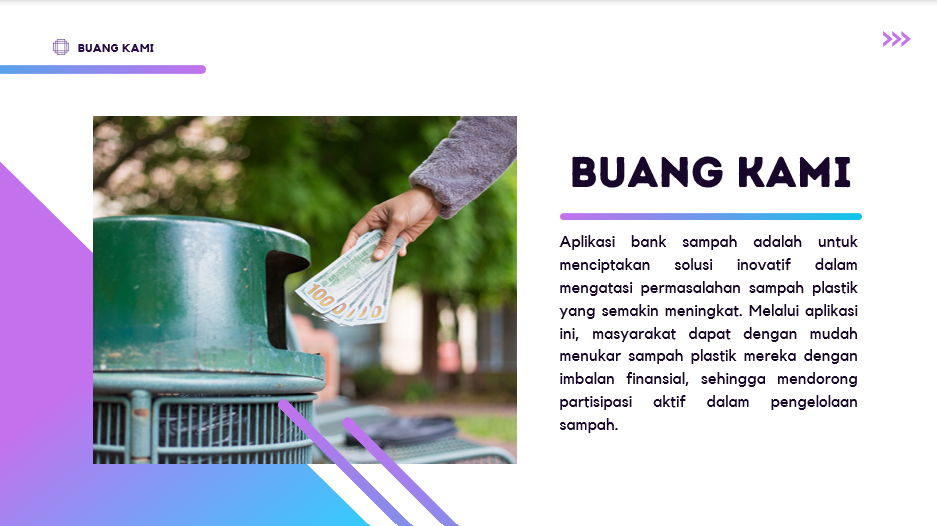 BUANG KAMI
BUANG KAMI
Aplikasi bank sampah adalah untuk
menciptakan solusi inovatif dalam
mengatasi permasalahan sampah plastik
yang semakin meningkat. Melalui aplikasi
ini, masyarakat dapat dengan mudah
menukar sampah plastik mereka dengan
imbalan finansial, sehingga mendorong
partisipasi aktif dalam pengelolaan
sampah.
100